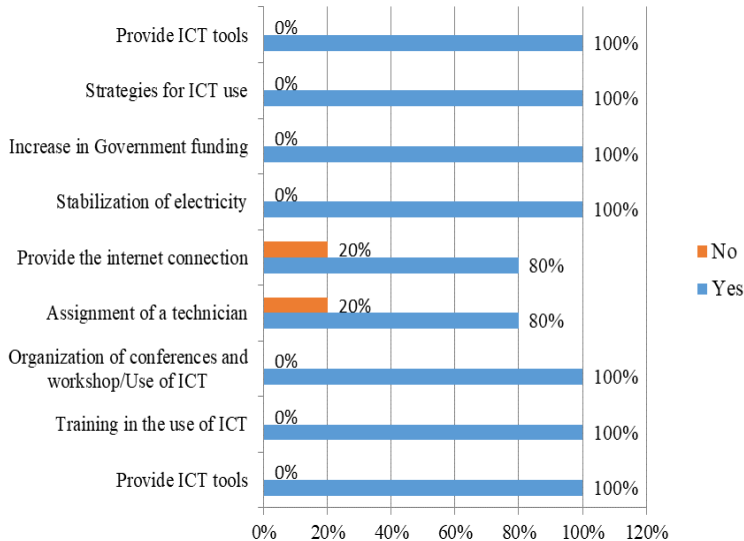 Provide ICT tools
0%
100%
Strategies for ICT use
0%
100%
Increase in Government funding
0%
100%
Stabilization of electricity
0%
100%
Provide the internet connection
20%
80%
Assignment of a technician
20%
80%
Organization of conferences and
workshop/Use of ICT
0%
100%
Training in the use of ICT
0%
100%
Provide ICT tools
0%
100%
0% 20% 40% 60% 80% 100% 120%
No
Yes